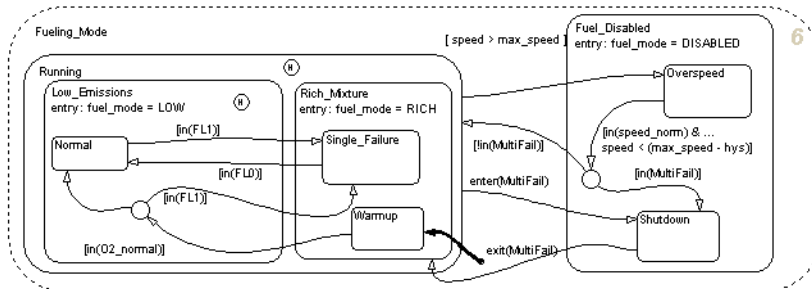 Fueling_Mode
6
[ speed > max_speed ]
Fuel_Disabled
entry: fuel_mode = DISABLED
Running
H
Low_Emissions
entry: fuel_mode = LOW
H
Rich_Mixture
entry: fuel_mode = RICH
Overspeed
[in(FL1)]
Normal
Single_Failure
[in(FL0)]
[in(speed_norm) & ...
speed < (max_speed - hys)]
[!in(MultiFail)]
[in(FL1)]
enter(MultiFail)
[in(MultiFail)]
Warmup
Shutdown
[in(O2_normal)]
exit(MultiFail)